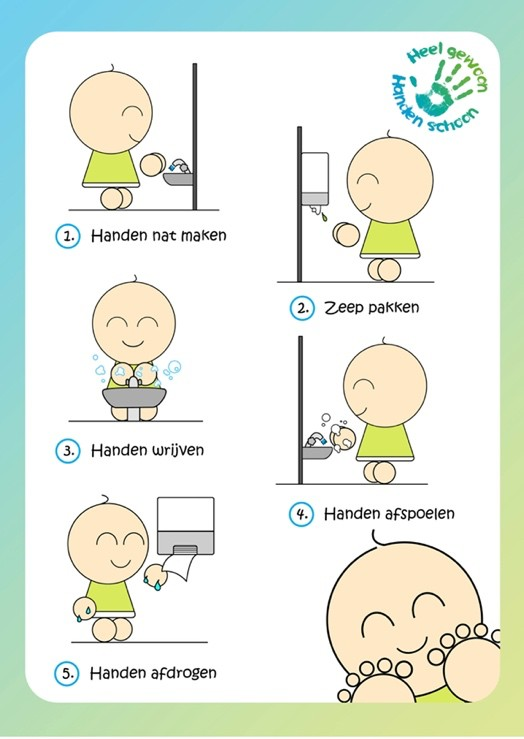 Heel gewoon
Handen schoon
1. Handen nat maken
2. Zeep pakken
3. Handen wrijven
4. Handen afspoelen
5. Handen afdrogen